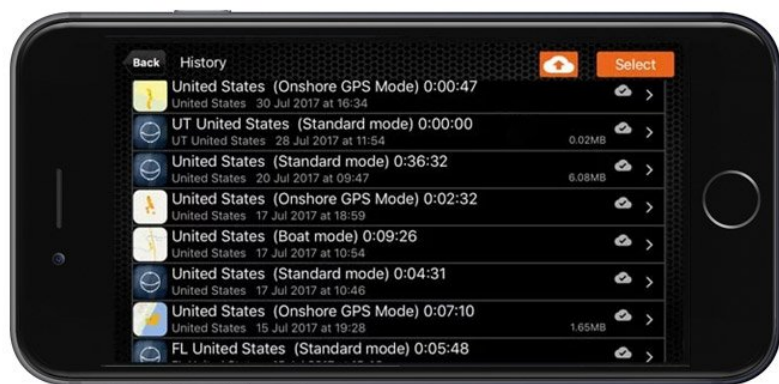 Back
History
Select
United States (Onshore GPS Mode) 0:00:47
United States 30 Jul 2017 at 16:34
UT United States (Standard mode) 0:00:00
UT United States 28 Jul 2017 at 11:54
0.02MB
United States (Standard mode) 0:36:32
United States 20 Jul 2017 at 09:47
6.08MB
United States (Onshore GPS Mode) 0:02:32
United States 17 Jul 2017 at 18:59
United States (Boat mode) 0:09:26
United States 17 Jul 2017 at 10:54
United States (Standard mode) 0:04:31
United States 17 Jul 2017 at 10:46
United States (Onshore GPS Mode) 0:07:10
United States 15 Jul 2017 at 19:28
1.65MB
FL United States (Standard mode) 0:05:48